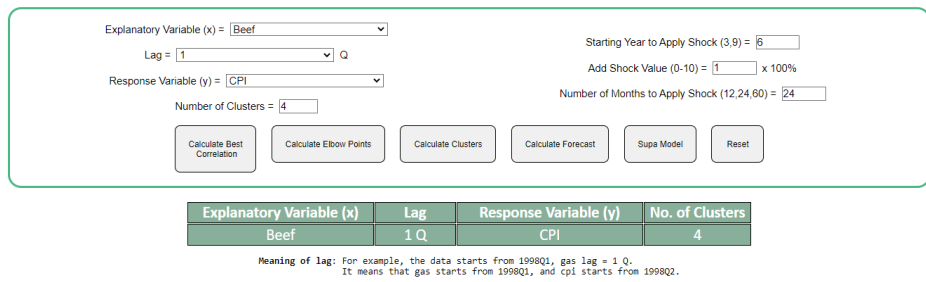 Explanatory Variable (x) = Beef
Lag = 1 Q
Response Variable (y) = CPI
Number of Clusters = 4
Starting Year to Apply Shock (3,9) = 6
Add Shock Value (0-10) = 1 x 100%
Number of Months to Apply Shock (12,24,60) = 24
Calculate Best
Correlation
Calculate Elbow Points
Calculate Clusters
Calculate Forecast
Supa Model
Reset
Explanatory Variable (x) Lag Response Variable (y) No. of Clusters
Beef 1 Q CPI 4
Meaning of lag: For example, the data starts from 1998Q1, gas lag = 1 Q.
It means that gas starts from 1998Q1, and cpi starts from 1998Q2.